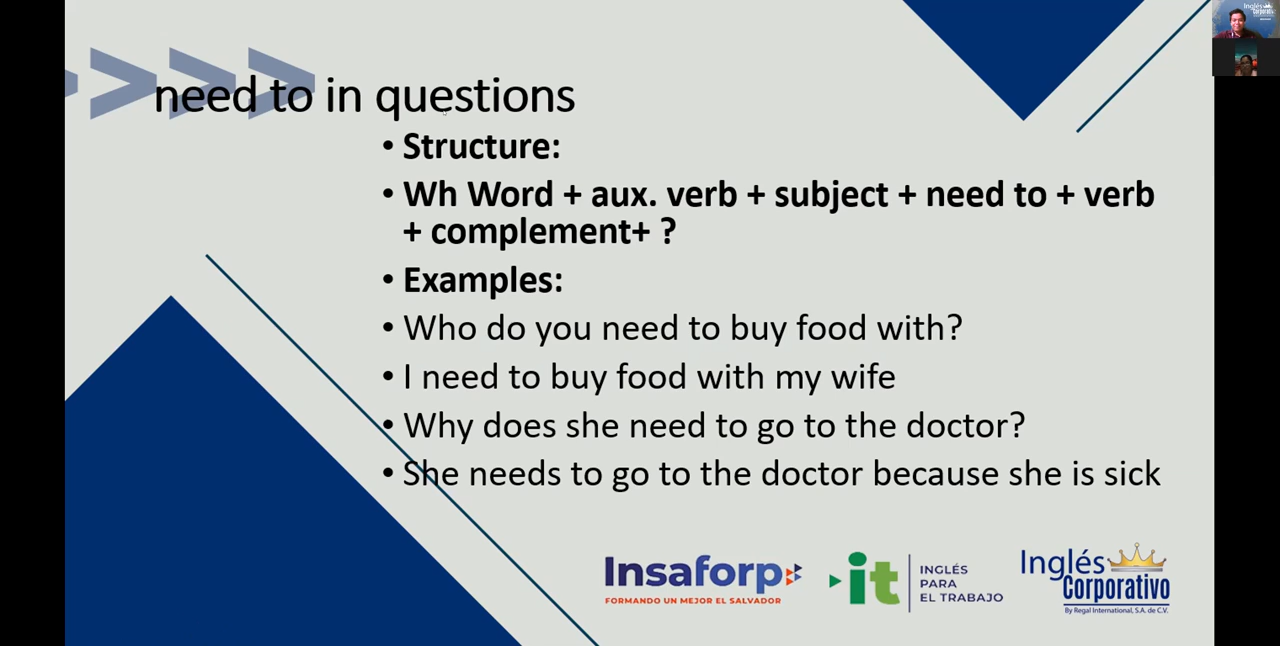 need to in questions
• Structure:
• Wh Word + aux. verb + subject + need to + verb
+ complement+ ?
• Examples:
• Who do you need to buy food with?
• I need to buy food with my wife
• Why does she need to go to the doctor?
• She needs to go to the doctor because she is sick
Insaforp
FORMANDO UN MEJOR EL SALVADOR
it
INGLÉS
PARA
EL TRABAJO
Inglés
Corporativo
By Regal International, S.A. de C.V.
Inglés
Corporativo